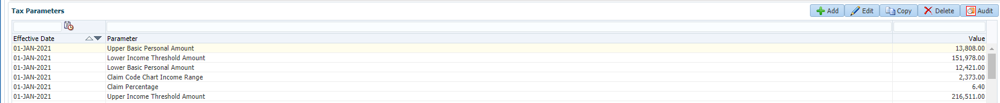 Tax Parameters Add Edit Copy Delete Audit
Effective Date Parameter Value
01-JAN-2021 Upper Basic Personal Amount 13,808.00
01-JAN-2021 Lower Income Threshold Amount 151,978.00
01-JAN-2021 Lower Basic Personal Amount 12,421.00
01-JAN-2021 Claim Code Chart Income Range 2,373.00
01-JAN-2021 Claim Percentage 6.40
01-JAN-2021 Upper Income Threshold Amount 216,511.00